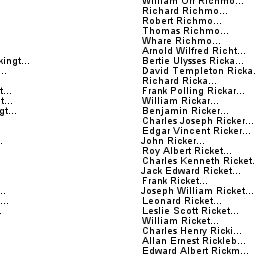 William Orr Richmo...
Richard Richmo...
Robert Richmo...
Thomas Richmo...
Whare Richmo...
Arnold Wilfred Richt...
kingt... Bertie Ulysses Ricka...
... David Templeton Ricka.
Richard Ricka...
t... Frank Polling Rickar...
t... William Rickar...
gt... Benjamin Ricker...
Charles Joseph Ricker...
Edgar Vincent Ricker...
. John Ricker...
Roy Albert Ricket...
Charles Kenneth Ricket.
Jack Edward Ricket...
Frank Ricket...
.. Joseph William Ricket...
... Leonard Ricket...
. Leslie Scott Ricket...
William Ricket...
Charles Henry Ricki...
Allan Ernest Rickleb...
Edward Albert Rickm...